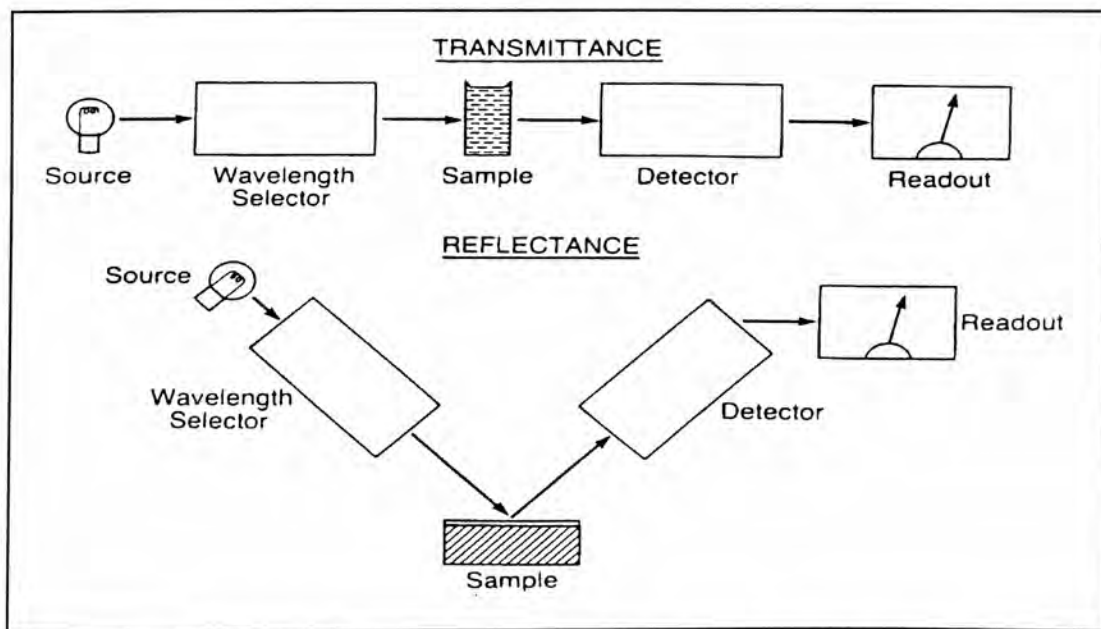 TRANSMITTANCE
Source
Wavelength
Selector
Sample
Detector
Readout
REFLECTANCE
Source
Wavelength
Selector
Sample
Detector
Readout